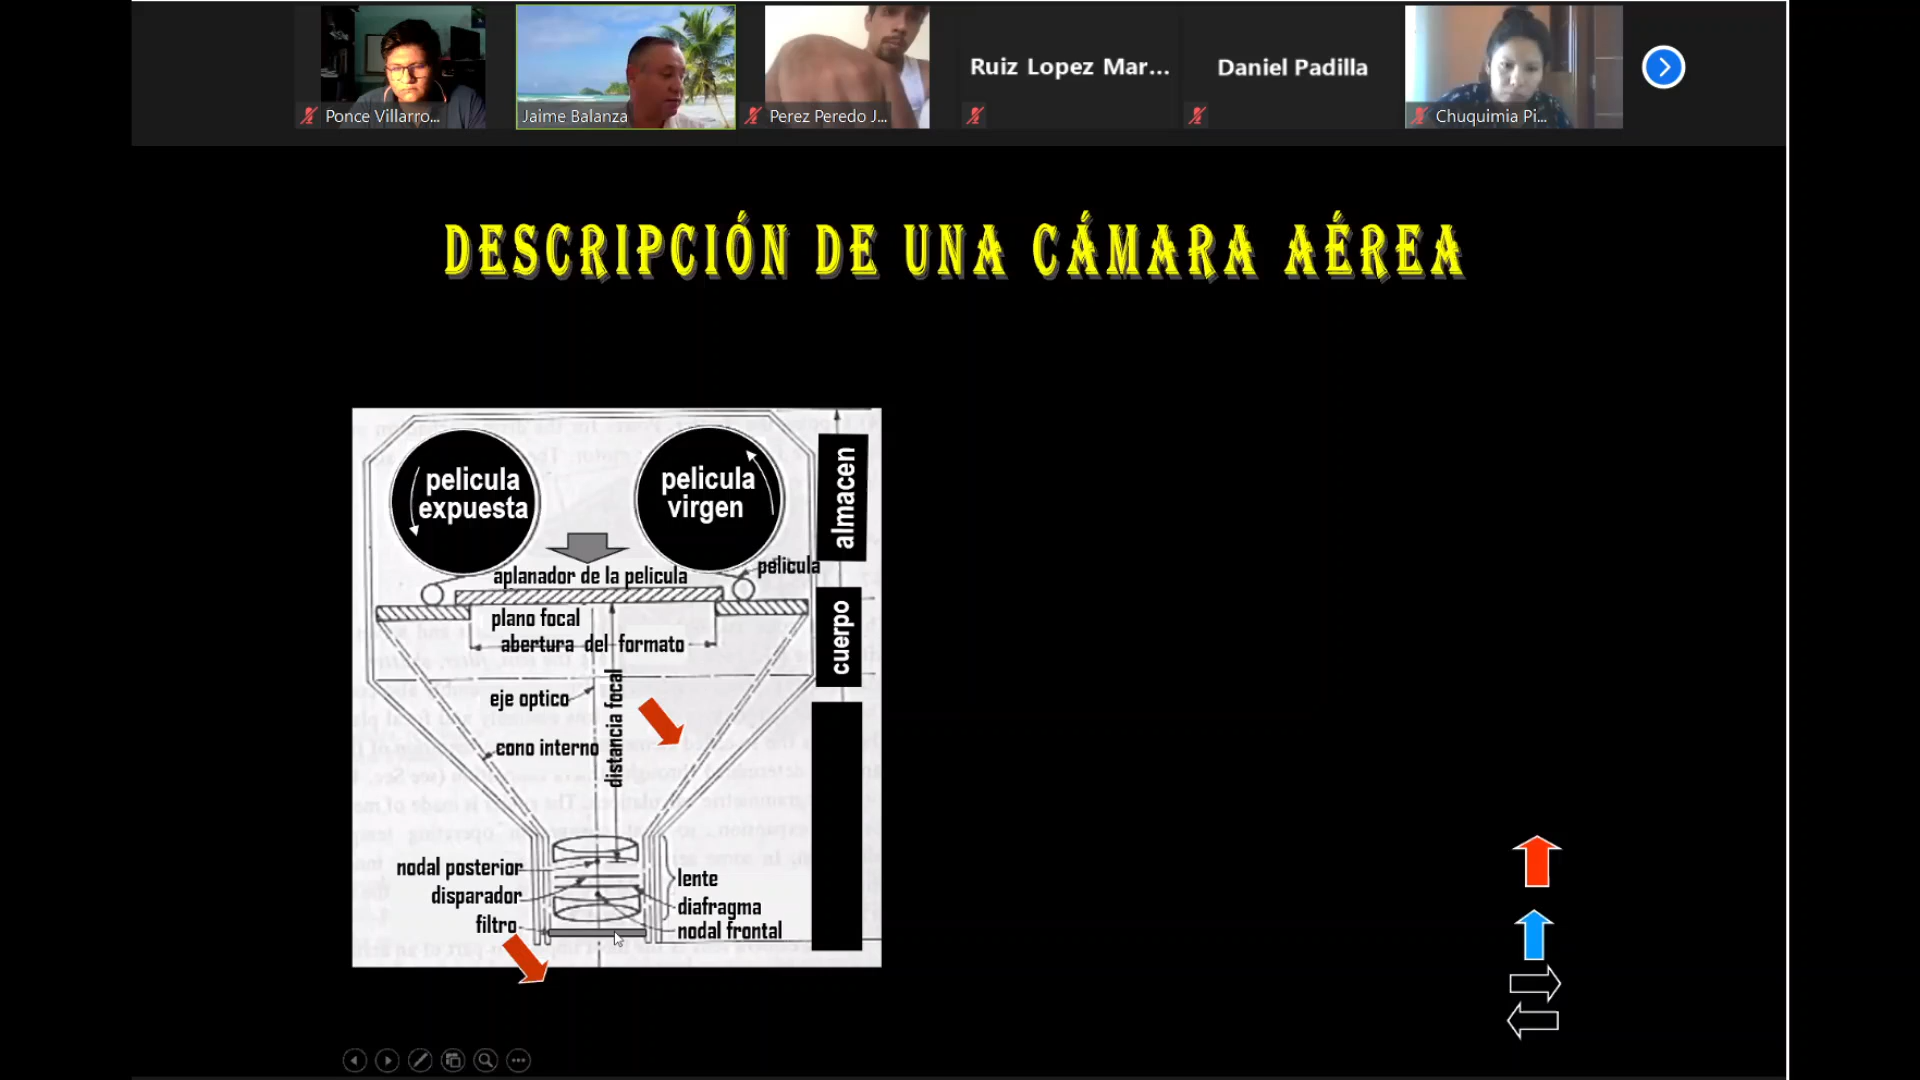 Ponce Villarro...
Jaime Balanza
Perez Peredo J...
Ruiz Lopez Mar...
Daniel Padilla
Chuquimia Pi...
DESCRIPCIÓN DE UNA CÁMARA AÉREA
pelicula
expuesta
pelicula
virgen
almacen
pelicula
aplanador de la pelicula
plano focal
abertura del formato
cuerpo
eje optico
distancia focal
cono interno
nodal posterior
disparador
filtro
lente
diafragma
nodal frontal